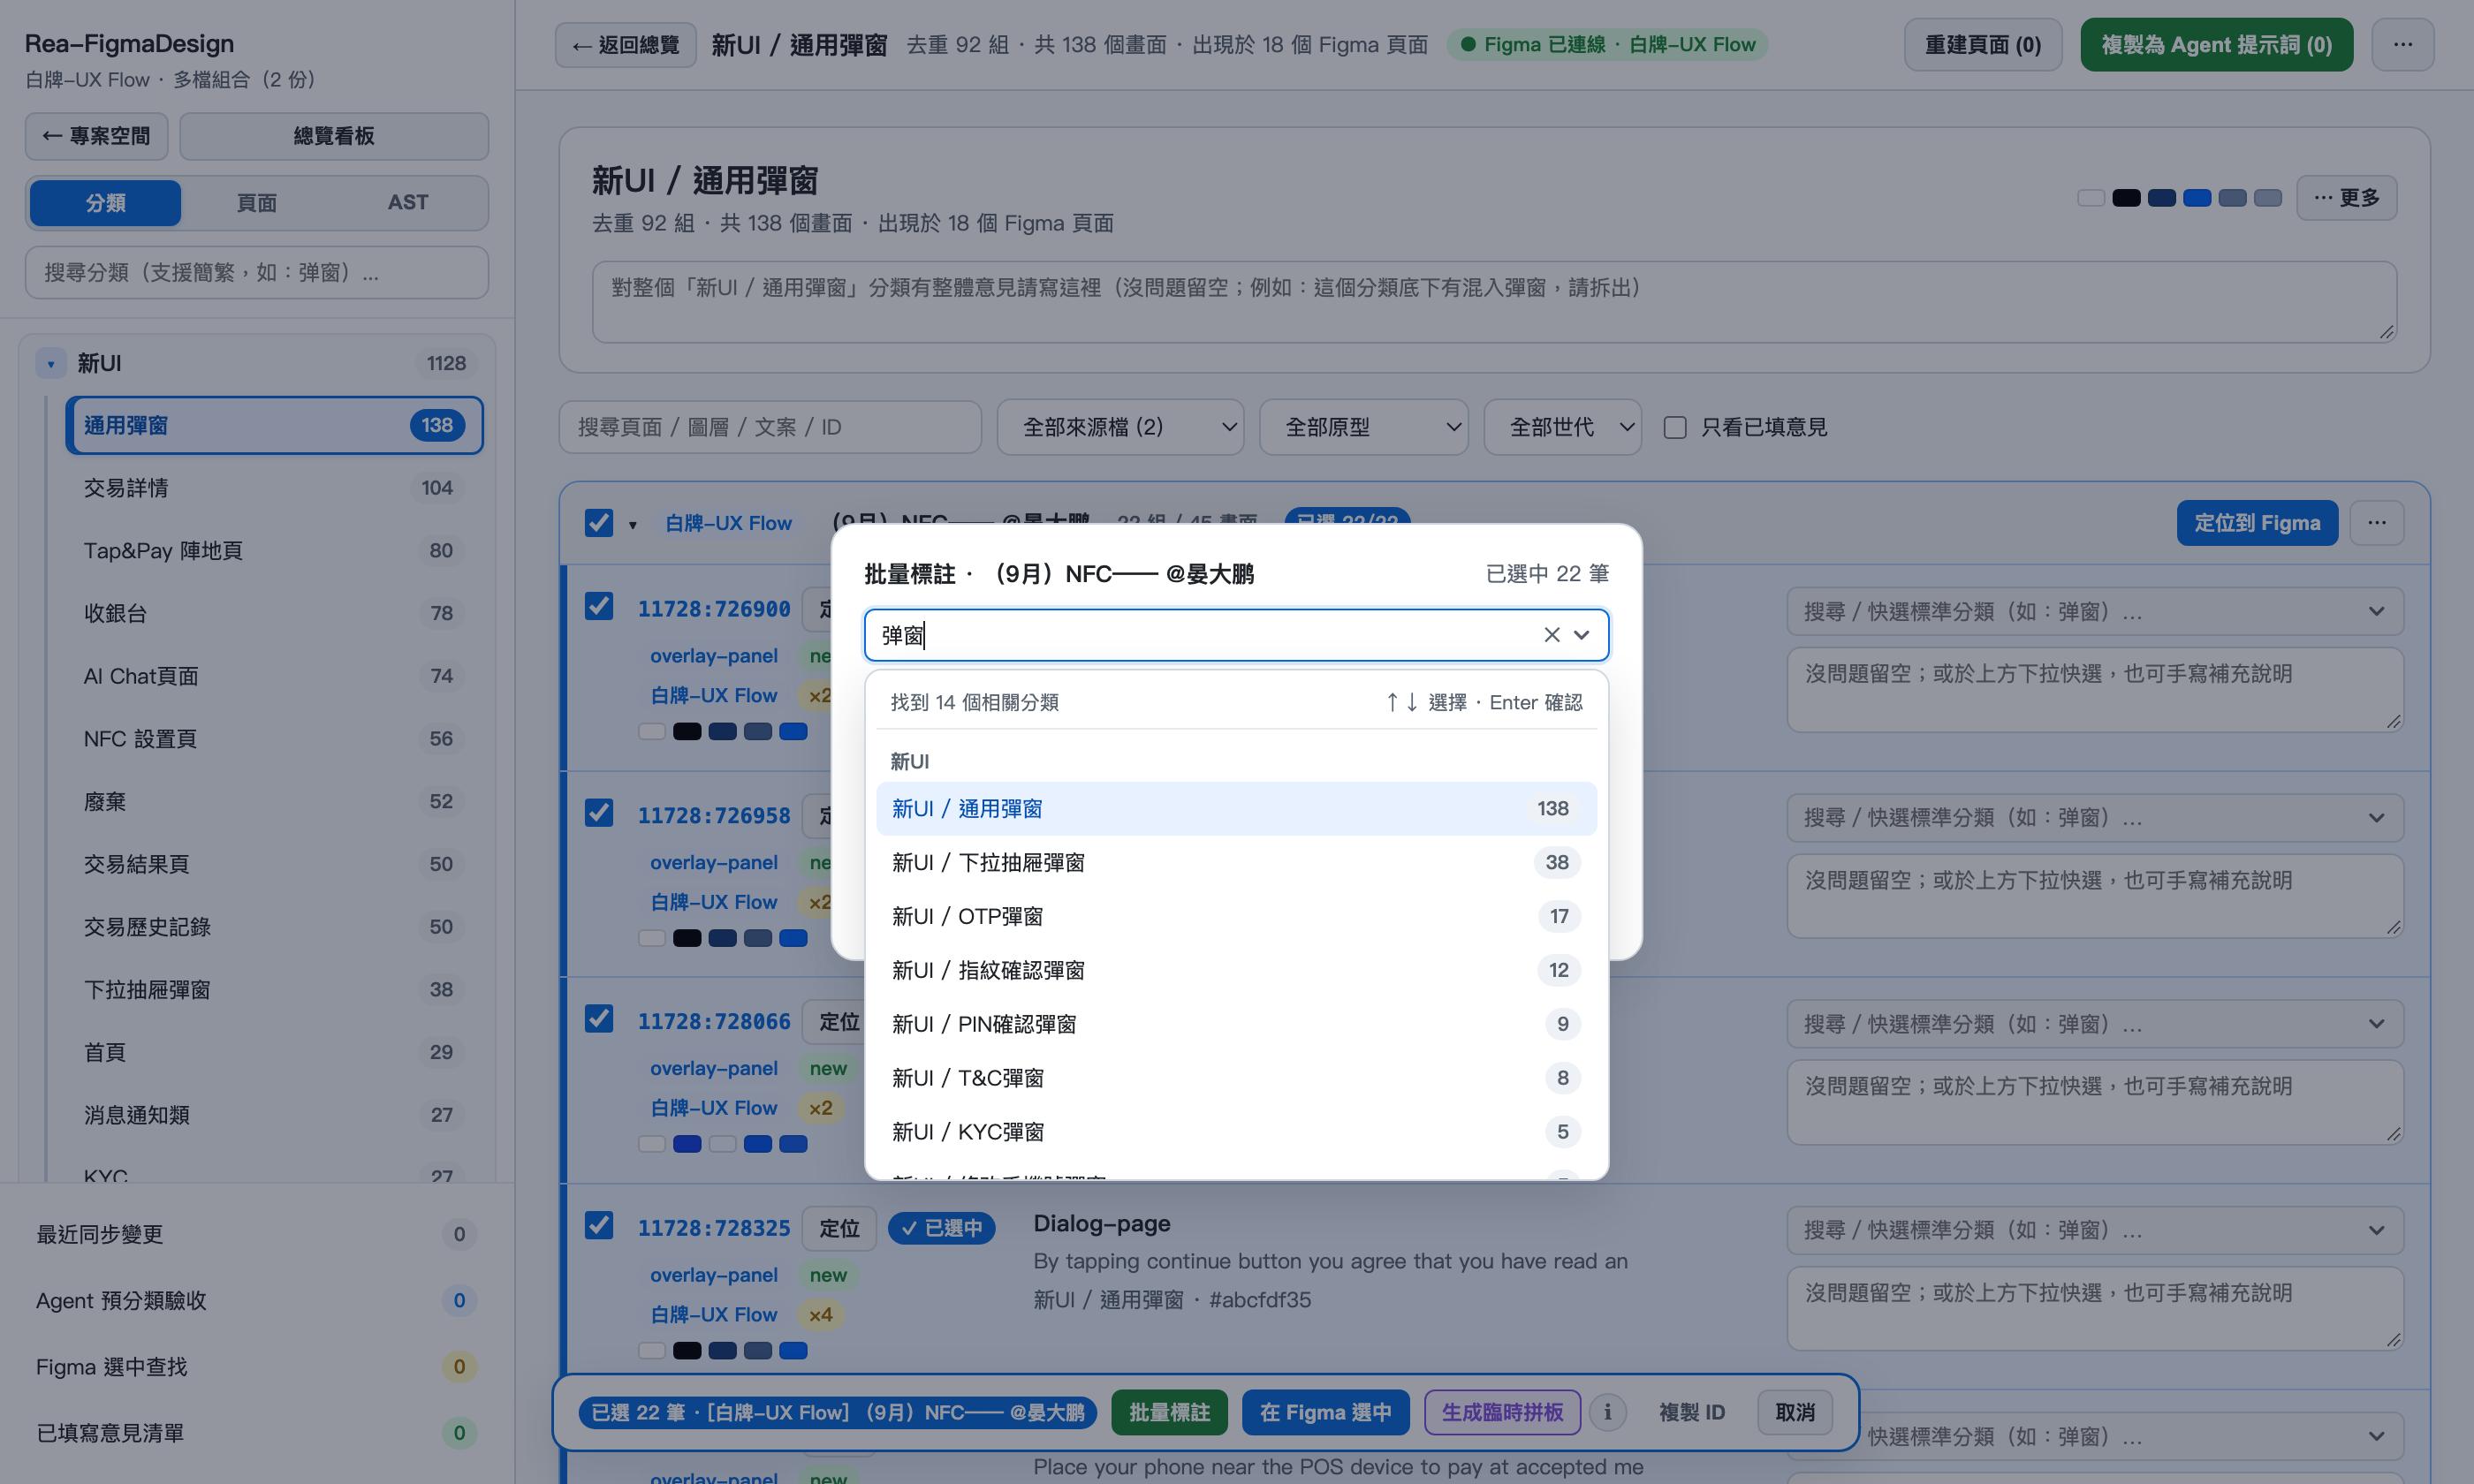 Rea-FigmaDesign
白牌-UX Flow · 多檔組合（2 份）
← 專案空間
總覽看板
分類
頁面
AST
搜尋分類（支援簡繁，如：弹窗）...
新UI 1128
通用彈窗 138
交易詳情 104
Tap&Pay 陣地頁 80
收銀台 78
AI Chat頁面 74
NFC 設置頁 56
廢棄 52
交易結果頁 50
交易歷史記錄 50
下拉抽屜彈窗 38
首頁 29
消息通知類 27
KYC 27
最近同步變更 0
Agent 預分類驗收 0
Figma 選中查找 0
已填寫意見清單 0
← 返回總覽
新UI / 通用彈窗
去重 92 組 · 共 138 個畫面 · 出現於 18 個 Figma 頁面
Figma 已連線 · 白牌-UX Flow
重建頁面 (0)
複製為 Agent 提示詞 (0)
···
新UI / 通用彈窗
去重 92 組 · 共 138 個畫面 · 出現於 18 個 Figma 頁面
··· 更多
對整個「新UI / 通用彈窗」分類有整體意見請寫這裡（沒問題留空；例如：這個分類底下有混入彈窗，請拆出）
搜尋頁面 / 圖層 / 文案 / ID
全部來源檔 (2)
全部原型
全部世代
只看已填意見
白牌-UX Flow
（9月）NFC—— @晏大鹏
22 組 / 45 畫面
已選 22/22
定位到 Figma
···
11728:726900
overlay-panel
白牌-UX Flow ×2
搜尋 / 快選標準分類（如：弹窗）...
沒問題留空；或於上方下拉快選，也可手寫補充說明
11728:726958
overlay-panel
白牌-UX Flow ×2
搜尋 / 快選標準分類（如：弹窗）...
沒問題留空；或於上方下拉快選，也可手寫補充說明
11728:728066 定位
overlay-panel new
白牌-UX Flow ×2
搜尋 / 快選標準分類（如：弹窗）...
沒問題留空；或於上方下拉快選，也可手寫補充說明
11728:728325 定位 ✓ 已選中
overlay-panel new
白牌-UX Flow ×4
Dialog-page
By tapping continue button you agree that you have read an
新UI / 通用彈窗 · #abcfdf35
搜尋 / 快選標準分類（如：弹窗）...
沒問題留空；或於上方下拉快選，也可手寫補充說明
批量標註 · （9月）NFC—— @晏大鹏
已選中 22 筆
弹窗
找到 14 個相關分類
↑↓ 選擇 · Enter 確認
新UI
新UI / 通用彈窗 138
新UI / 下拉抽屜彈窗 38
新UI / OTP彈窗 17
新UI / 指紋確認彈窗 12
新UI / PIN確認彈窗 9
新UI / T&C彈窗 8
新UI / KYC彈窗 5
已選 22 筆 · [白牌-UX Flow] （9月）NFC—— @晏大鹏
批量標註
在 Figma 選中
生成臨時拼板
i
複製 ID
取消
快選標準分類（如：弹窗）...
overlay-panel new
Place your phone near the POS device to pay at accepted me